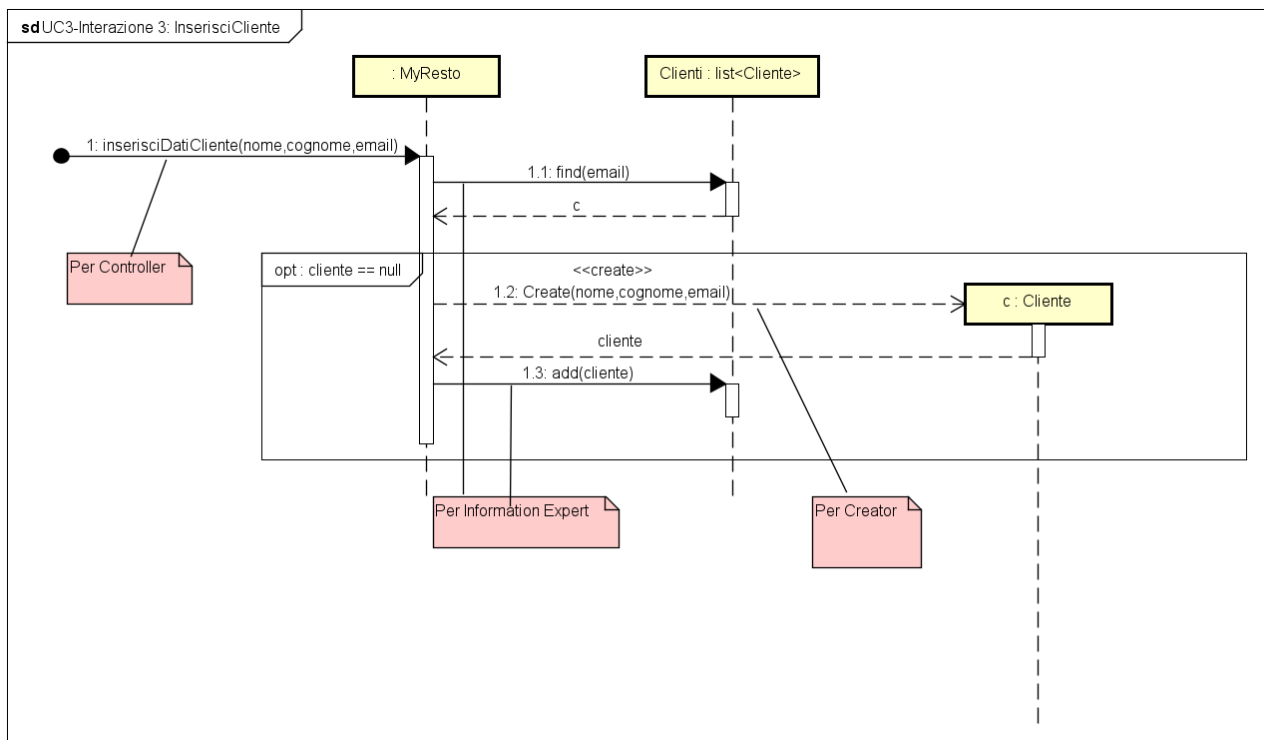 sd UC3-Interazione 3: InserisciCliente
: MyResto
Clienti : list<Cliente>
1: inserisciDatiCliente(nome,cognome,email)
1.1: find(email)
c
Per Controller
opt : cliente == null
<<create>>
1.2: Create(nome,cognome,email)
c : Cliente
cliente
1.3: add(cliente)
Per Information Expert
Per Creator